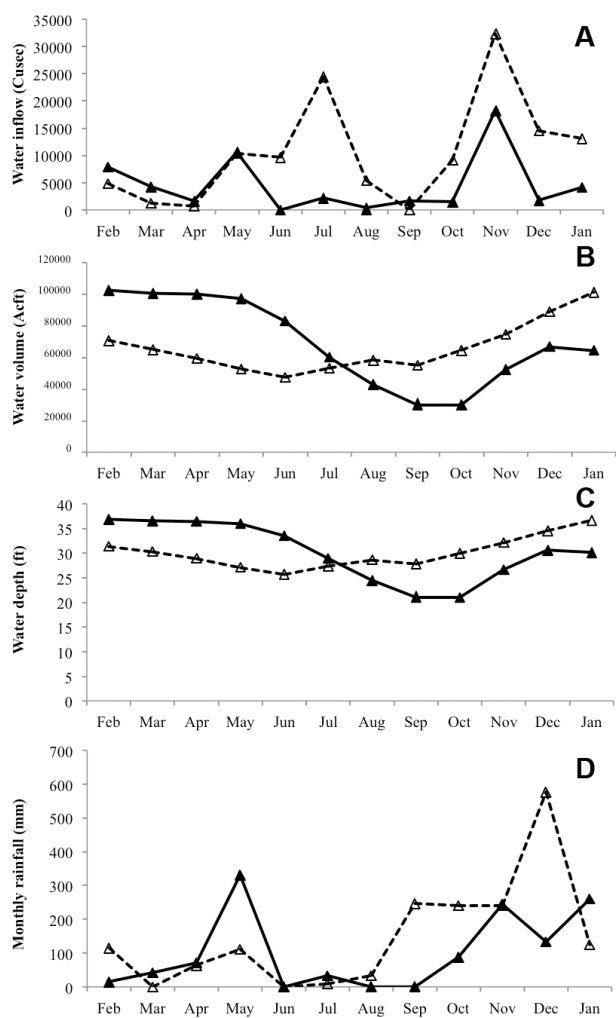 A
Water inflow (Cusec)
35000
30000
25000
20000
15000
10000
5000
0
Feb Mar Apr May Jun Jul Aug Sep Oct Nov Dec Jan
B
Water volume (Acft)
120000
100000
80000
60000
40000
20000
0
Feb Mar Apr May Jun Jul Aug Sep Oct Nov Dec Jan
C
Water depth (ft)
40
35
30
25
20
15
10
5
0
Feb Mar Apr May Jun Jul Aug Sep Oct Nov Dec Jan
D
Monthly rainfall (mm)
700
600
500
400
300
200
100
0
Feb Mar Apr May Jun Jul Aug Sep Oct Nov Dec Jan